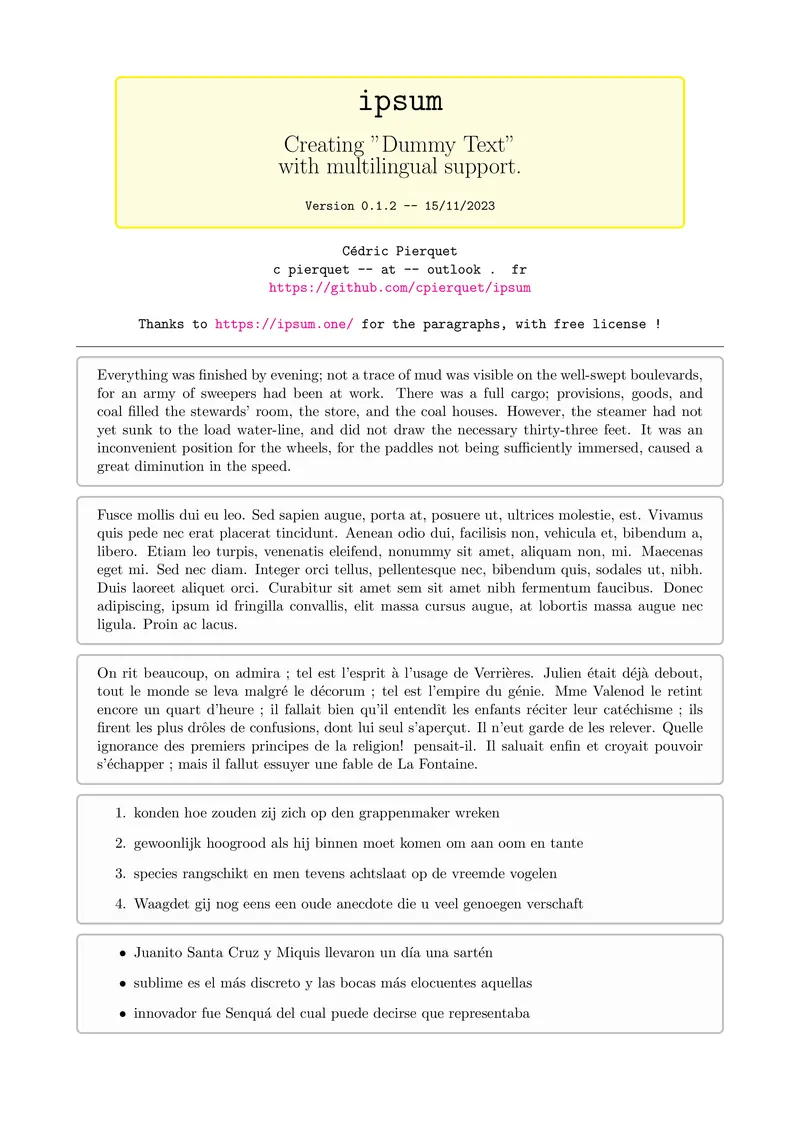 ipsum
Creating ”Dummy Text”
with multilingual support.
Version 0.1.2 -- 15/11/2023
Cédric Pierquet
c pierquet -- at -- outlook . fr
https://github.com/cpierquet/ipsum
Thanks to https://ipsum.one/ for the paragraphs, with free license !
Everything was finished by evening; not a trace of mud was visible on the well-swept boulevards,
for an army of sweepers had been at work. There was a full cargo; provisions, goods, and
coal filled the stewards’ room, the store, and the coal houses. However, the steamer had not
yet sunk to the load water-line, and did not draw the necessary thirty-three feet. It was an
inconvenient position for the wheels, for the paddles not being sufficiently immersed, caused a
great diminution in the speed.
Fusce mollis dui eu leo. Sed sapien augue, porta at, posuere ut, ultrices molestie, est. Vivamus
quis pede nec erat placerat tincidunt. Aenean odio dui, facilisis non, vehicula et, bibendum a,
libero. Etiam leo turpis, venenatis eleifend, nonummy sit amet, aliquam non, mi. Maecenas
eget mi. Sed nec diam. Integer orci tellus, pellentesque nec, bibendum quis, sodales ut, nibh.
Duis laoreet aliquet orci. Curabitur sit amet sem sit amet nibh fermentum faucibus. Donec
adipiscing, ipsum id fringilla convallis, elit massa cursus augue, at lobortis massa augue nec
ligula. Proin ac lacus.
On rit beaucoup, on admira ; tel est l’esprit à l’usage de Verrières. Julien était déjà debout,
tout le monde se leva malgré le décorum ; tel est l’empire du génie. Mme Valenod le retint
encore un quart d’heure ; il fallait bien qu’il entendît les enfants réciter leur catéchisme ; ils
firent les plus drôles de confusions, dont lui seul s’aperçut. Il n’eut garde de les relever. Quelle
ignorance des premiers principes de la religion! pensait-il. Il saluait enfin et croyait pouvoir
s’échapper ; mais il fallut essuyer une fable de La Fontaine.
1. konden hoe zouden zij zich op den grappenmaker wreken
2. gewoonlijk hoogrood als hij binnen moet komen om aan oom en tante
3. species rangschikt en men tevens achtslaat op de vreemde vogelen
4. Waagdet gij nog eens een oude anecdote die u veel genoegen verschaft
• Juanito Santa Cruz y Miquis llevaron un día una sartén
• sublime es el más discreto y las bocas más elocuentes aquellas
• innovador fue Senquá del cual puede decirse que representaba